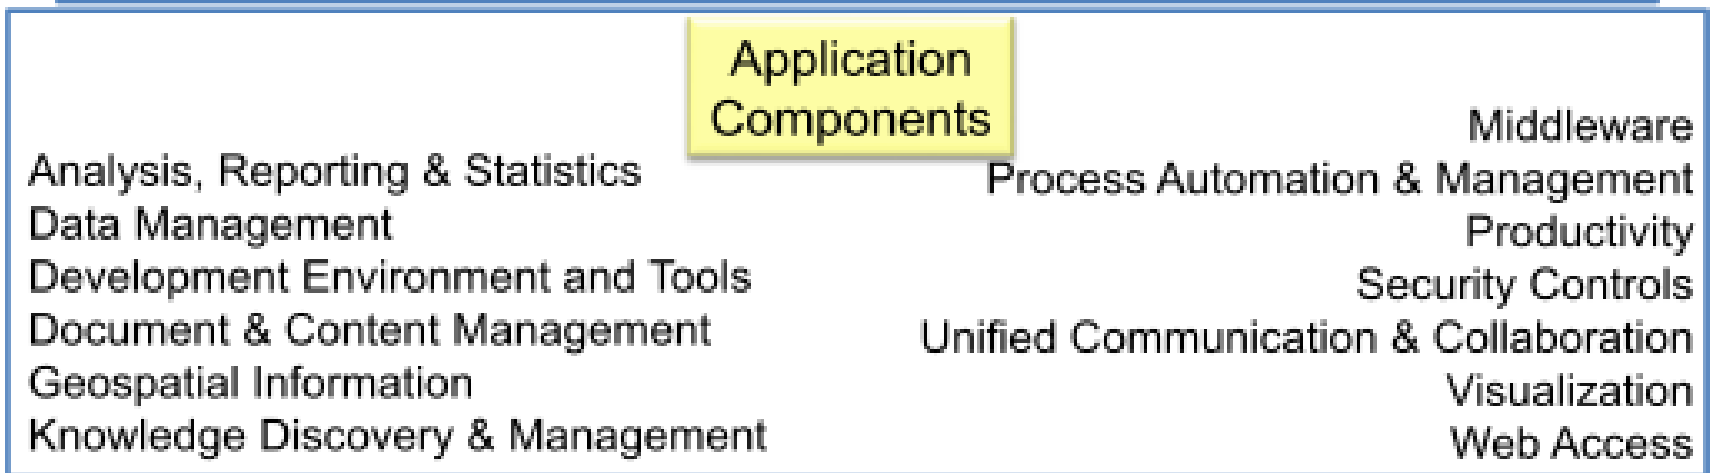 Application
Components
Analysis, Reporting & Statistics
Data Management
Development Environment and Tools
Document & Content Management
Geospatial Information
Knowledge Discovery & Management
Middleware
Process Automation & Management
Productivity
Security Controls
Unified Communication & Collaboration
Visualization
Web Access